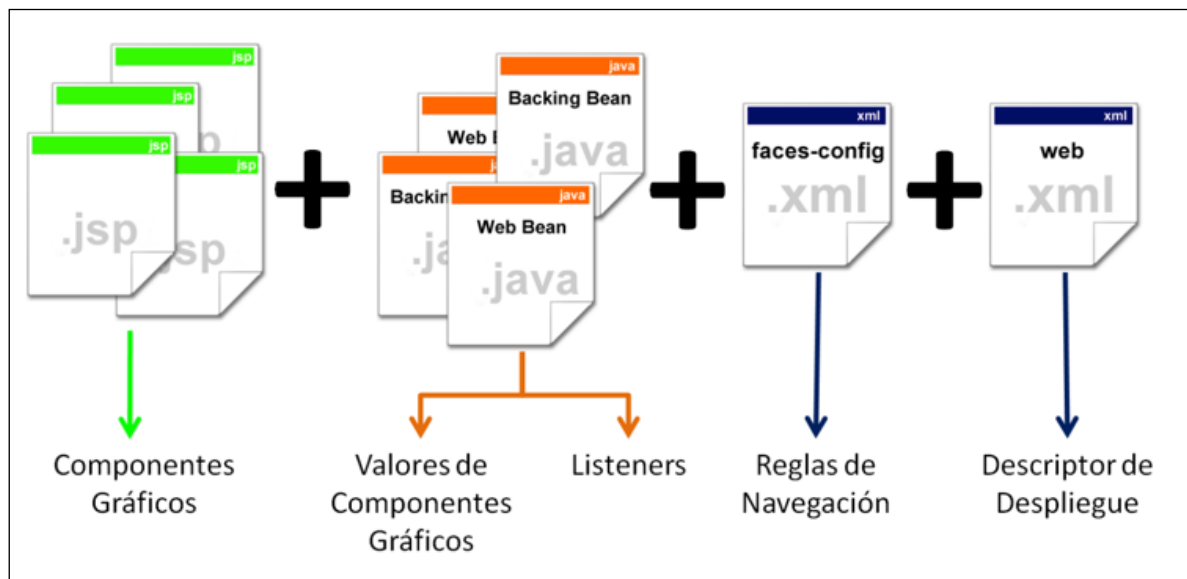 jsp
jsp
jsp
jsp
.jsp
java
Backing Bean
.java
Web B
Backin
java
Web Bean
.java
xml
faces-config
.xml
xml
web
.xml
Componentes
Gráficos
Valores de
Componentes
Gráficos
Listeners
Reglas de
Navegación
Descriptor de
Despliegue